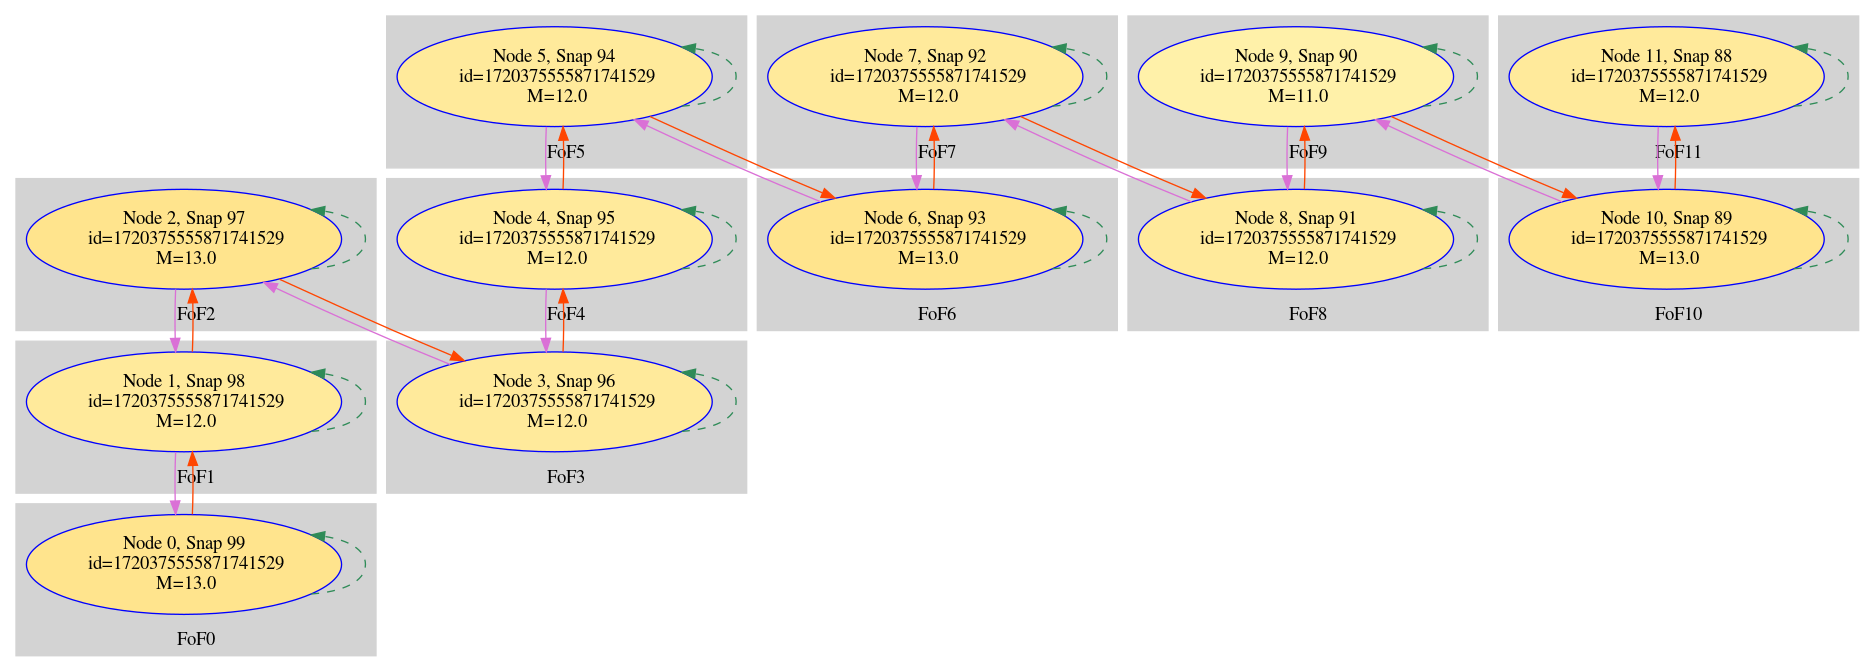 Node 5, Snap 94
id=1720375555871741529
M=12.0
FoF5
Node 7, Snap 92
id=1720375555871741529
M=12.0
FoF7
Node 9, Snap 90
id=1720375555871741529
M=11.0
FoF9
Node 11, Snap 88
id=1720375555871741529
M=12.0
FoF11
Node 2, Snap 97
id=1720375555871741529
M=13.0
FoF2
Node 4, Snap 95
id=1720375555871741529
M=12.0
FoF4
Node 6, Snap 93
id=1720375555871741529
M=13.0
FoF6
Node 8, Snap 91
id=1720375555871741529
M=12.0
FoF8
Node 10, Snap 89
id=1720375555871741529
M=13.0
FoF10
Node 1, Snap 98
id=1720375555871741529
M=12.0
FoF1
Node 3, Snap 96
id=1720375555871741529
M=12.0
FoF3
Node 0, Snap 99
id=1720375555871741529
M=13.0
FoF0